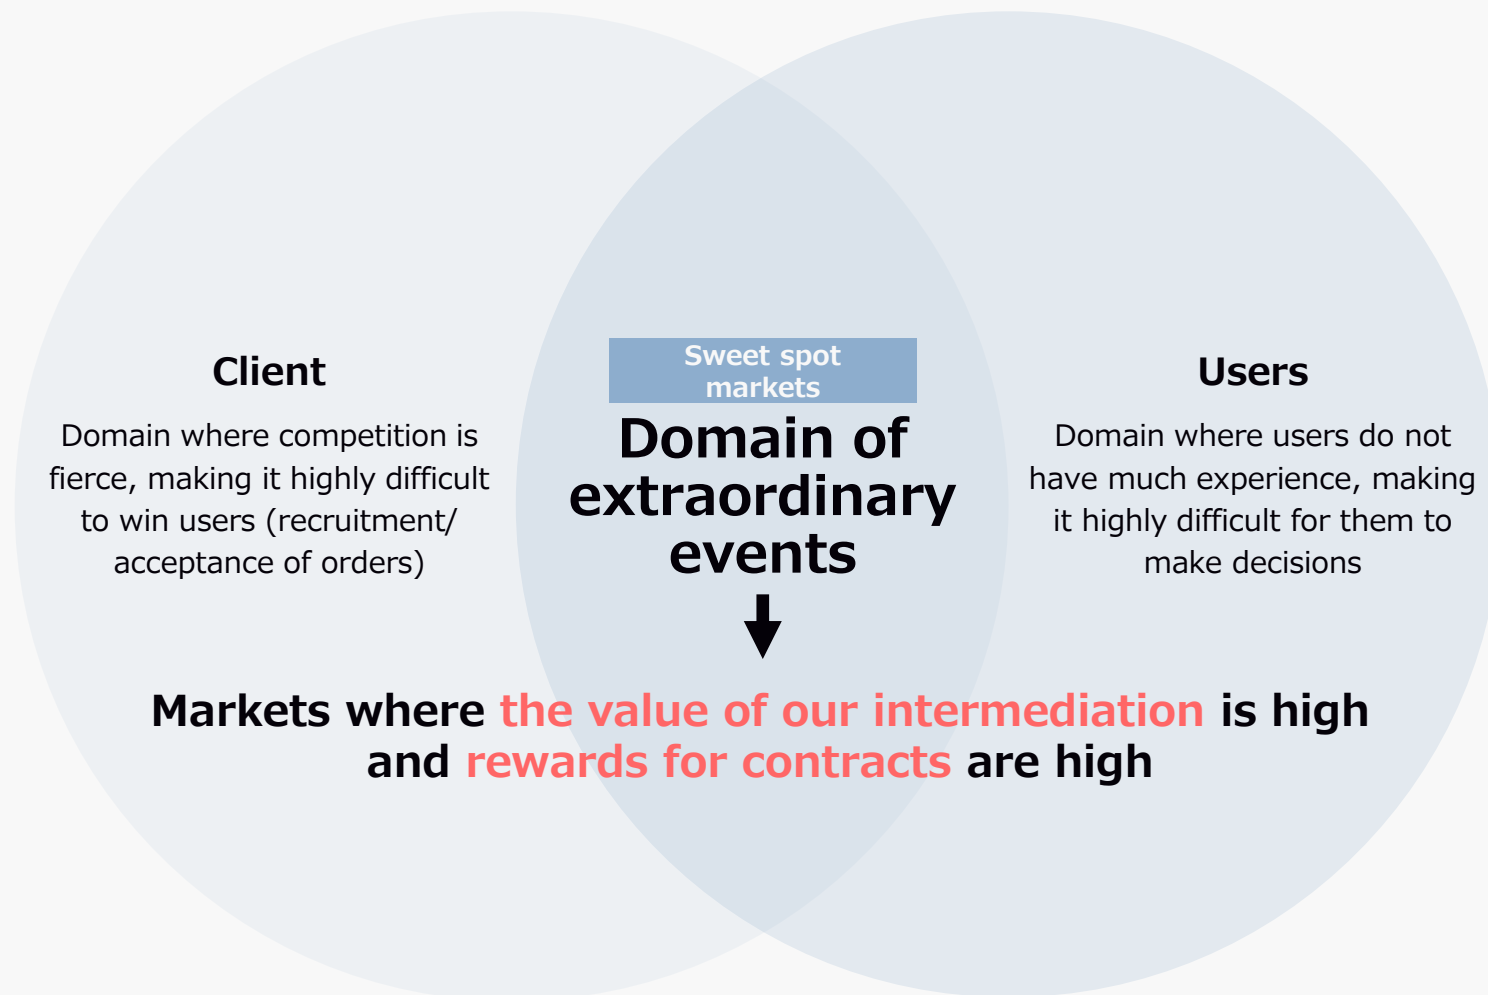 Client
Domain where competition is
fierce, making it highly difficult
to win users (recruitment/
acceptance of orders)
Sweet spot
markets
Domain of
extraordinary
events
Users
Domain where users do not
have much experience, making
it highly difficult for them to
make decisions
Markets where the value of our intermediation is high
and rewards for contracts are high